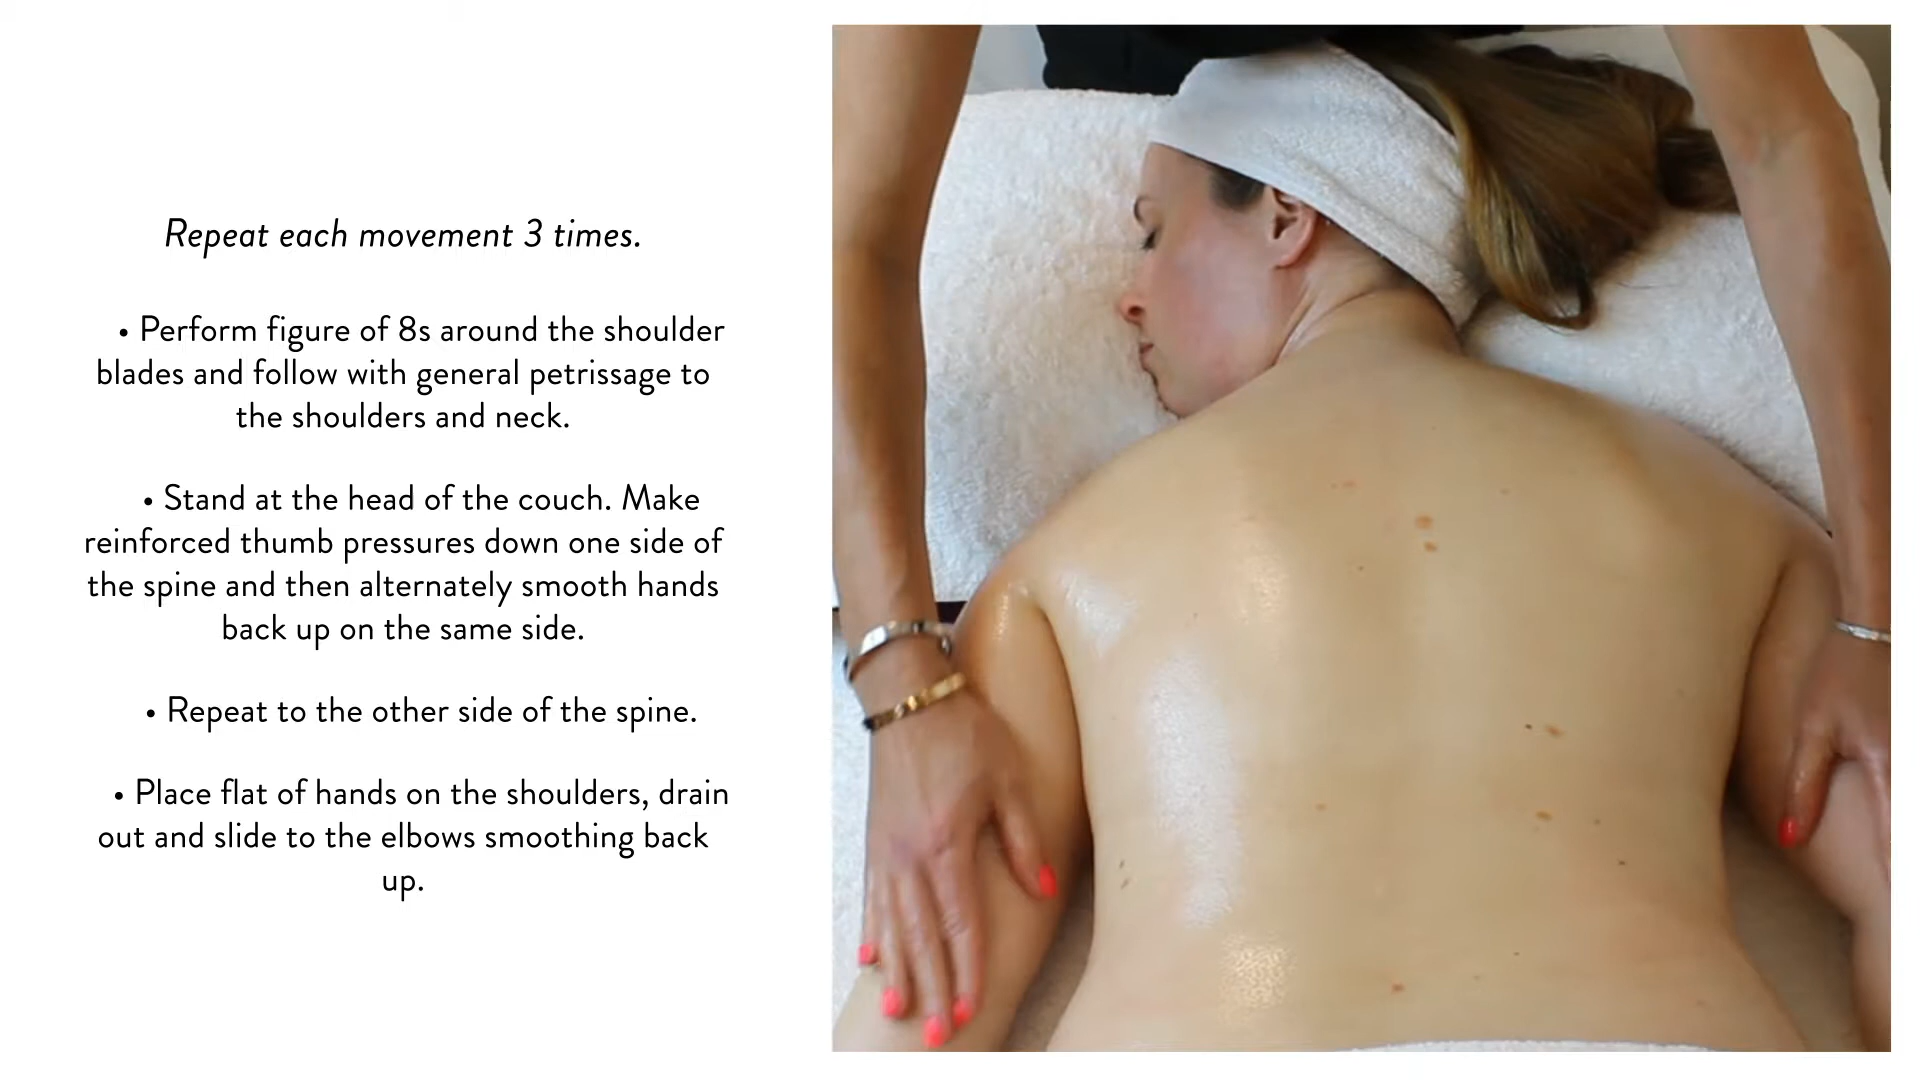 Repeat each movement 3 times.
• Perform figure of 8s around the shoulder
blades and follow with general petrissage to
the shoulders and neck.
• Stand at the head of the couch. Make
reinforced thumb pressures down one side of
the spine and then alternately smooth hands
back up on the same side.
• Repeat to the other side of the spine.
• Place flat of hands on the shoulders, drain
out and slide to the elbows smoothing back
up.